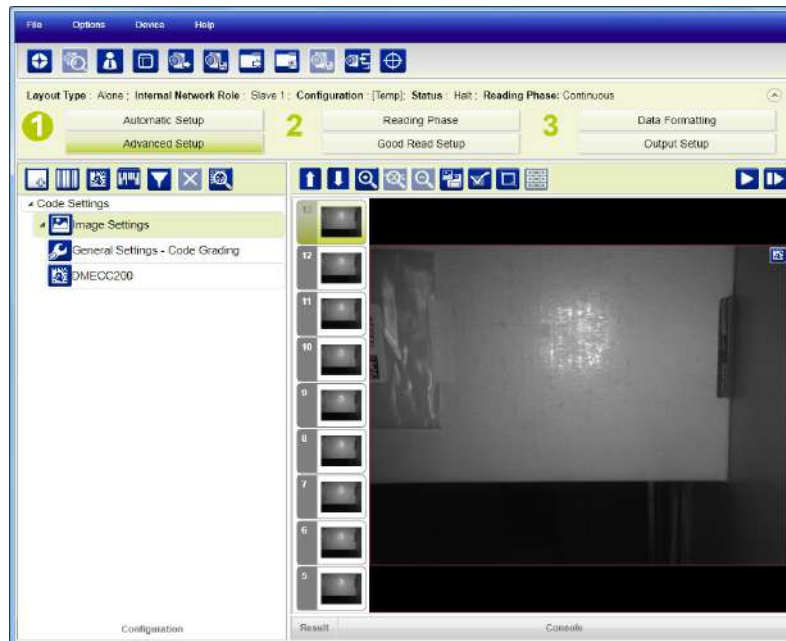 File Options Device Help
Layout Type : Alone ; Internal Network Role : Slave 1 ; Configuration : [Temp]; Status : Halt ; Reading Phase: Continuous
1 Automatic Setup 2 Reading Phase 3 Data Formatting
Advanced Setup Good Read Setup Output Setup
Code Settings
Image Settings
General Settings - Code Grading
DMECC200
13
12
11
10
9
8
7
6
5
Configuration Result Console